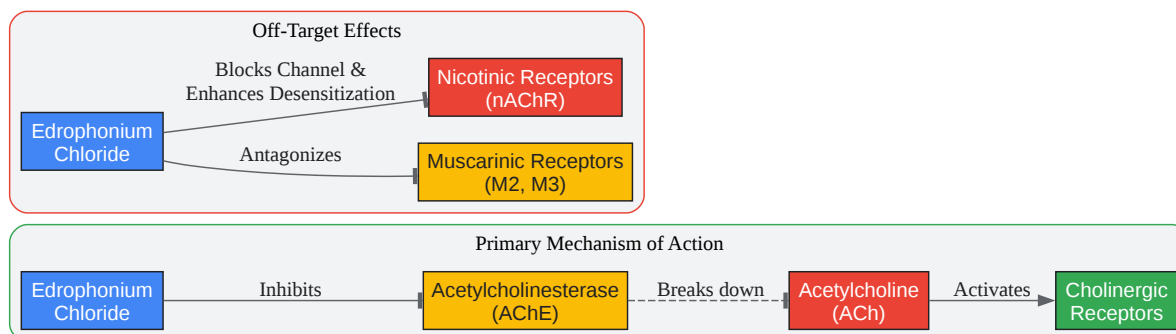 Off-Target Effects
Blocks Channel &
Enhances Desensitization
Nicotinic Receptors
(nAChR)
Edrophonium
Chloride
Antagonizes
Muscarinic Receptors
(M2, M3)
Primary Mechanism of Action
Edrophonium
Chloride
Inhibits
Acetylcholinesterase
(AChE)
Breaks down
Acetylcholine
(ACh)
Activates
Cholinergic
Receptors